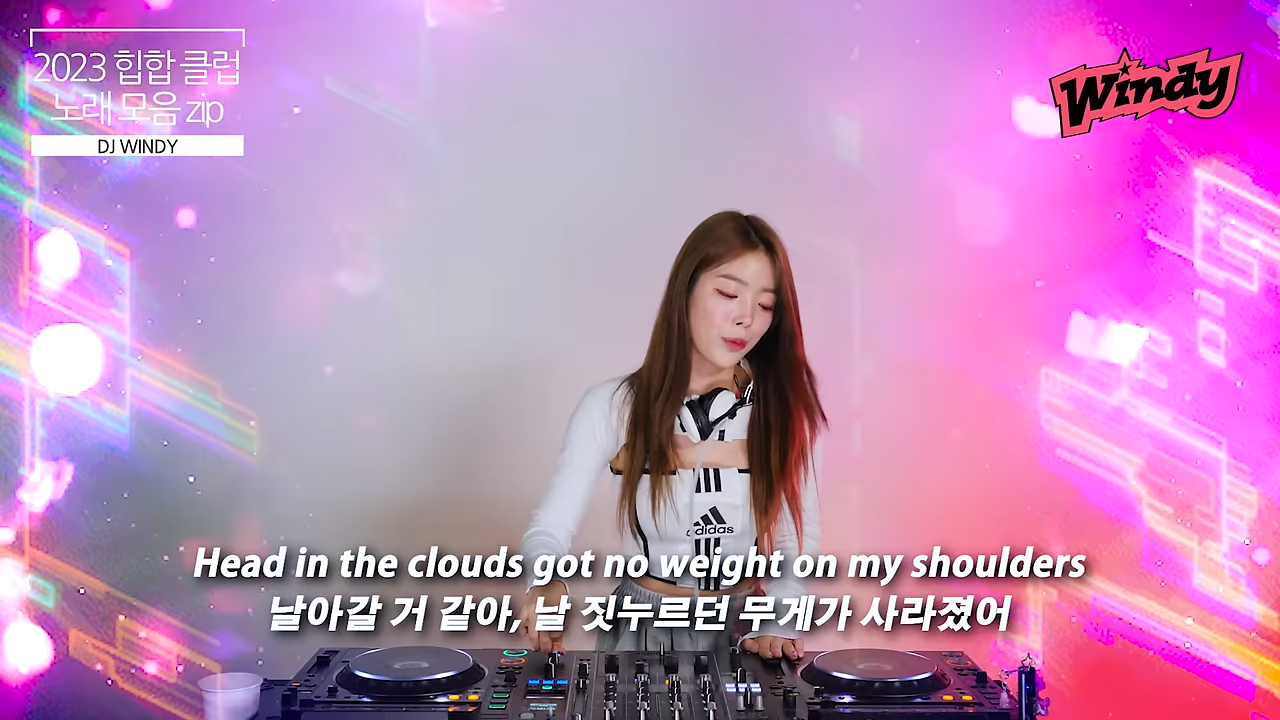 2023 힙합 클럽
노래 모음 zip
DJ WINDY
Windy
adidas
Head in the clouds got no weight on my shoulders
날아갈 거 같아, 날 짓누르던 무게가 사라졌어